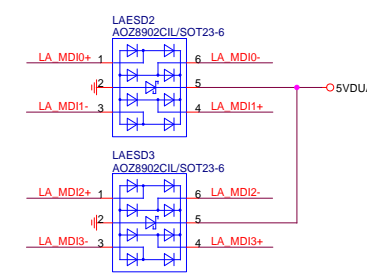 LAESD2
AOZ8902CIL/SOT23-6
LA_MDI0+ 1 6 LA_MDI0-
2 5 5VDUA
LA_MDI1- 3 4 LA_MDI1+
LAESD3
AOZ8902CIL/SOT23-6
LA_MDI2+ 1 6 LA_MDI2-
2 5
LA_MDI3- 3 4 LA_MDI3+